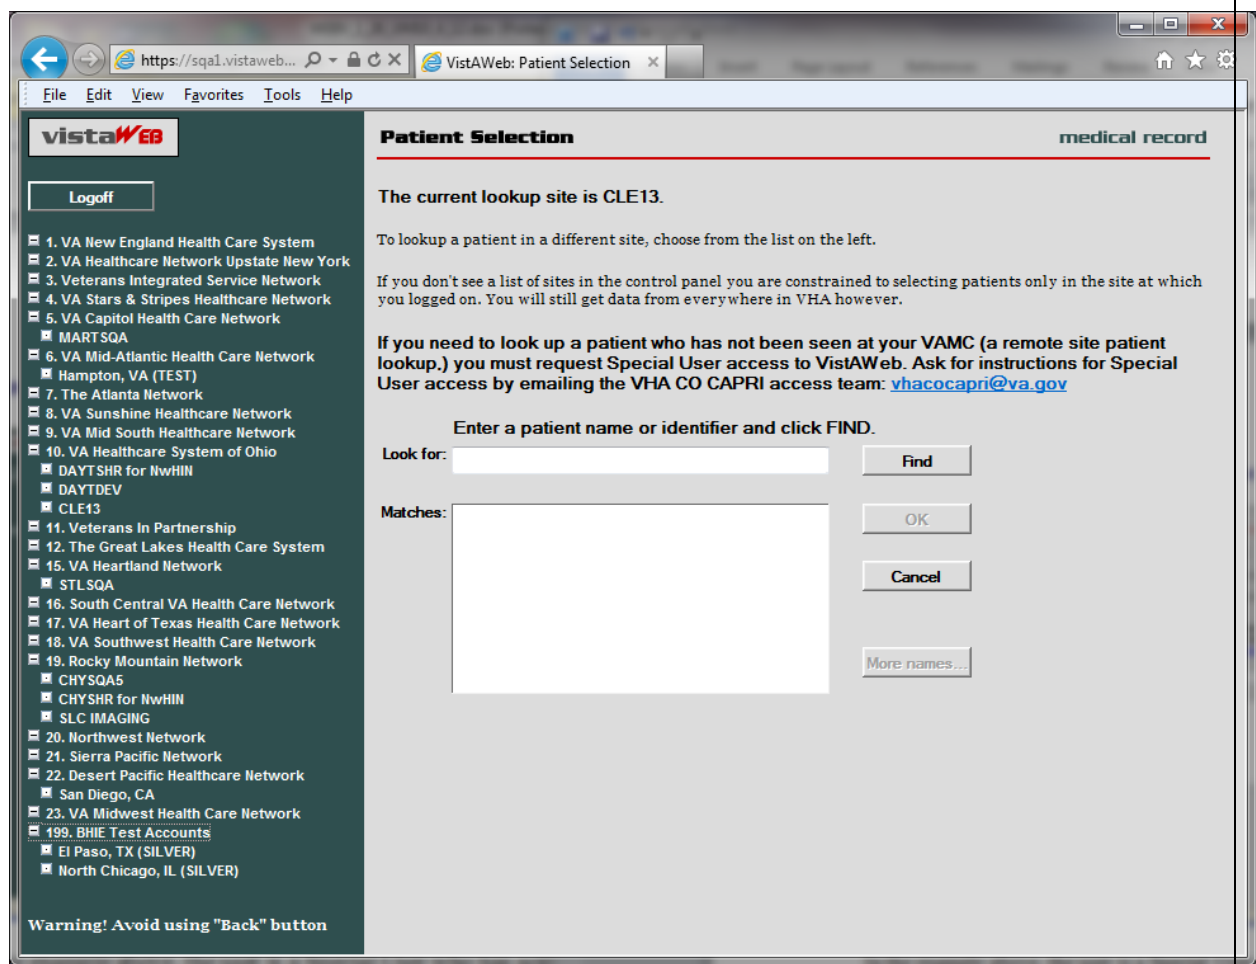 https://sqa1.vistaweb...
VistAWeb: Patient Selection
File Edit View Favorites Tools Help
vistaWEB
Logoff
1. VA New England Health Care System
2. VA Healthcare Network Upstate New York
3. Veterans Integrated Service Network
4. VA Stars & Stripes Healthcare Network
5. VA Capitol Health Care Network
MARTSQA
6. VA Mid-Atlantic Health Care Network
Hampton, VA (TEST)
7. The Atlanta Network
8. VA Sunshine Healthcare Network
9. VA Mid South Healthcare Network
10. VA Healthcare System of Ohio
DAYTSHR for NwHIN
DAYTDEV
CLE13
11. Veterans In Partnership
12. The Great Lakes Health Care System
15. VA Heartland Network
STLSQA
16. South Central VA Health Care Network
17. VA Heart of Texas Health Care Network
18. VA Southwest Health Care Network
19. Rocky Mountain Network
CHYSQA5
CHYSHR for NwHIN
SLC IMAGING
20. Northwest Network
21. Sierra Pacific Network
22. Desert Pacific Healthcare Network
San Diego, CA
23. VA Midwest Health Care Network
199. BHIE Test Accounts
El Paso, TX (SILVER)
North Chicago, IL (SILVER)
Warning! Avoid using "Back" button
Patient Selection
medical record
The current lookup site is CLE13.
To lookup a patient in a different site, choose from the list on the left.
If you don't see a list of sites in the control panel you are constrained to selecting patients only in the site at which
you logged on. You will still get data from everywhere in VHA however.
If you need to look up a patient who has not been seen at your VAMC (a remote site patient
lookup,) you must request Special User access to VistAWeb. Ask for instructions for Special
User access by emailing the VHA CO CAPRI access team: vhacocapri@va.gov
Enter a patient name or identifier and click FIND.
Look for:
Find
Matches:
OK
Cancel
More names...